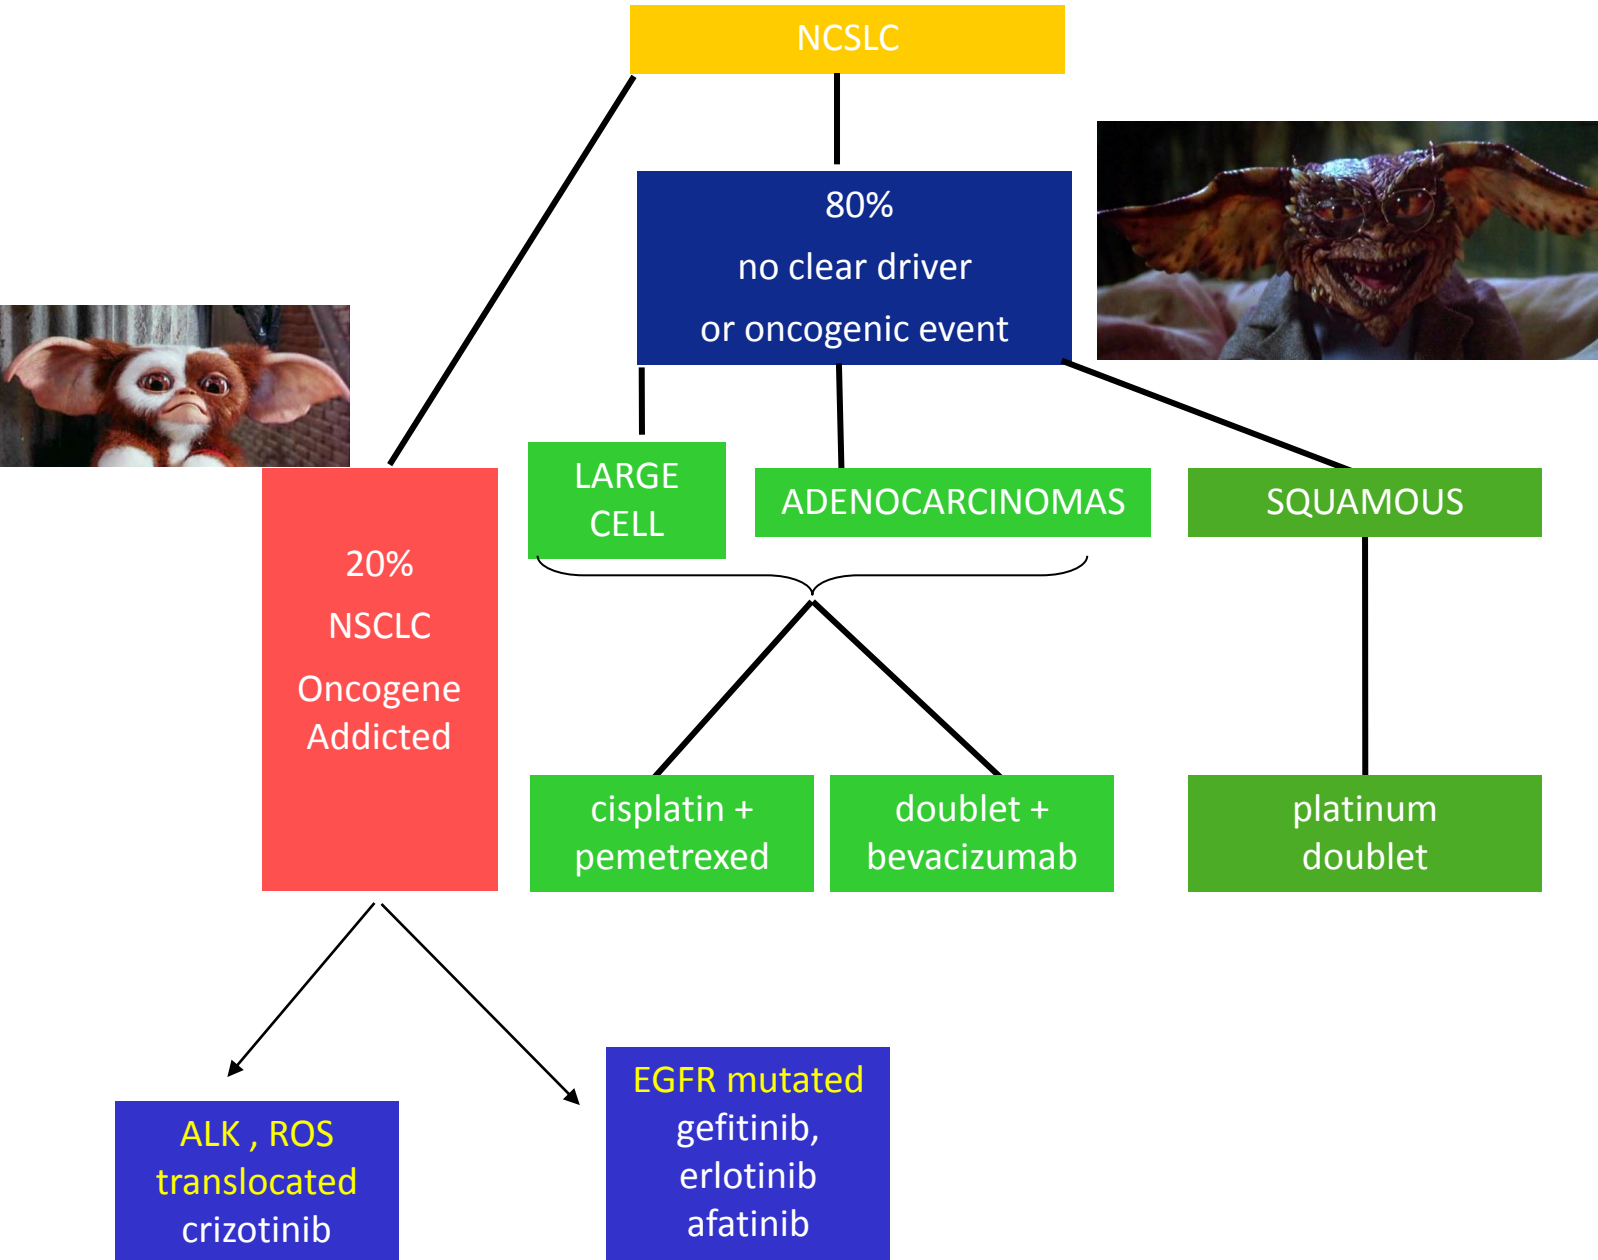 NCSLC
80%
no clear driver
or oncogenic event
LARGE
CELL
ADENOCARCINOMAS
SQUAMOUS
20%
NSCLC
Oncogene
Addicted
cisplatin +
pemetrexed
doublet +
bevacizumab
platinum
doublet
ALK , ROS
translocated
crizotinib
EGFR mutated
gefitinib,
erlotinib
afatinib